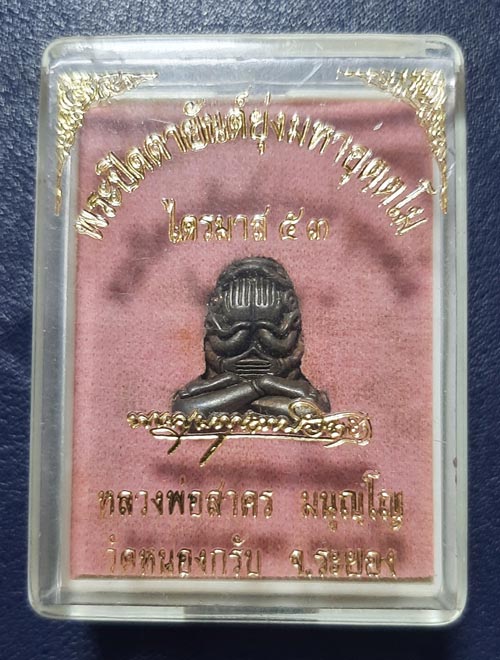 พระปิดตายันต์ยุ่งมหาอุตตโม
ไตรมาส ๕๓
หลวงพ่อสาคร มนุญฺโญ
วัดหนองกรับ จ.ระยอง